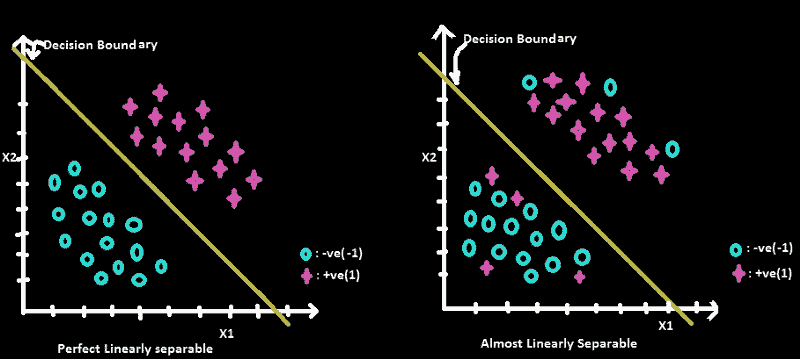 Decision Boundary
X2
○: -ve(-1)
+: +ve(1)
X1
Perfect Linearly separable
Decision Boundary
X2
○: -ve(-1)
+: +ve(1)
X1
Almost Linearly Separable